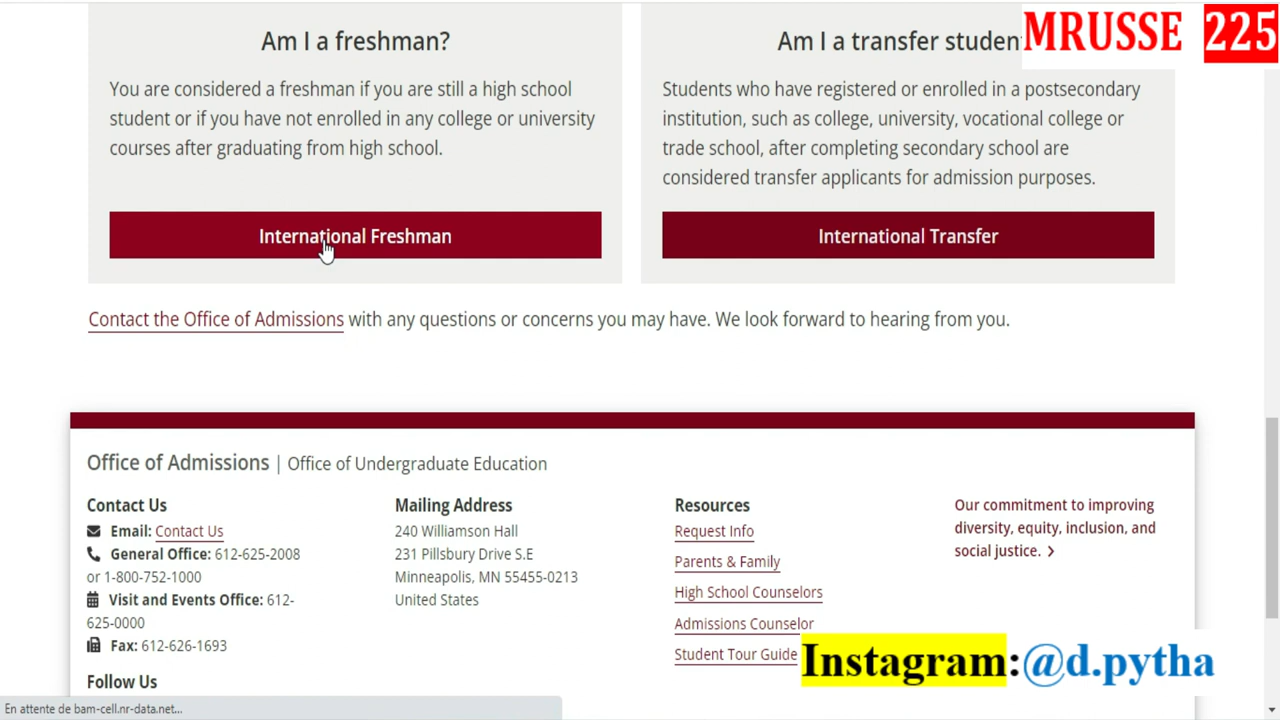 MRUSSE 225
Am I a freshman?
You are considered a freshman if you are still a high school
student or if you have not enrolled in any college or university
courses after graduating from high school.
International Freshman
Am I a transfer studen
Students who have registered or enrolled in a postsecondary
institution, such as college, university, vocational college or
trade school, after completing secondary school are
considered transfer applicants for admission purposes.
International Transfer
Contact the Office of Admissions with any questions or concerns you may have. We look forward to hearing from you.
Office of Admissions | Office of Undergraduate Education
Contact Us
Email: Contact Us
General Office: 612-625-2008
or 1-800-752-1000
Visit and Events Office: 612-
625-0000
Fax: 612-626-1693
Follow Us
Mailing Address
240 Williamson Hall
231 Pillsbury Drive S.E
Minneapolis, MN 55455-0213
United States
Resources
Request Info
Parents & Family
High School Counselors
Admissions Counselor
Student Tour Guide
Our commitment to improving
diversity, equity, inclusion, and
social justice.
Instagram:@d.pytha
En attente de bam-cell.nr-data.net...